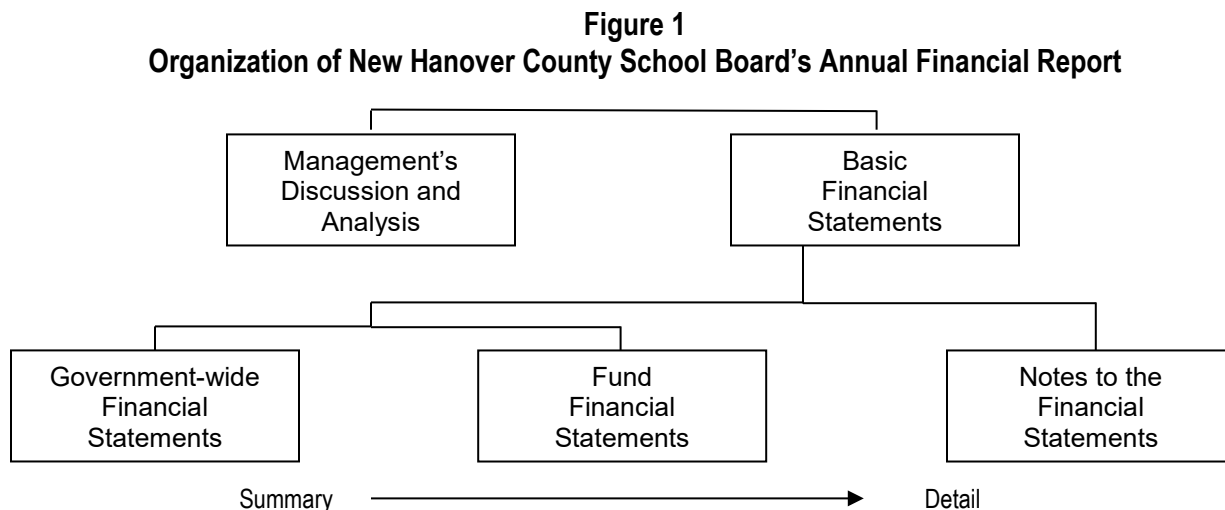 Figure 1
Organization of New Hanover County School Board’s Annual Financial Report
Management’s
Discussion and
Analysis
Basic
Financial
Statements
Government-wide
Financial
Statements
Fund
Financial
Statements
Notes to the
Financial
Statements
Summary
Detail